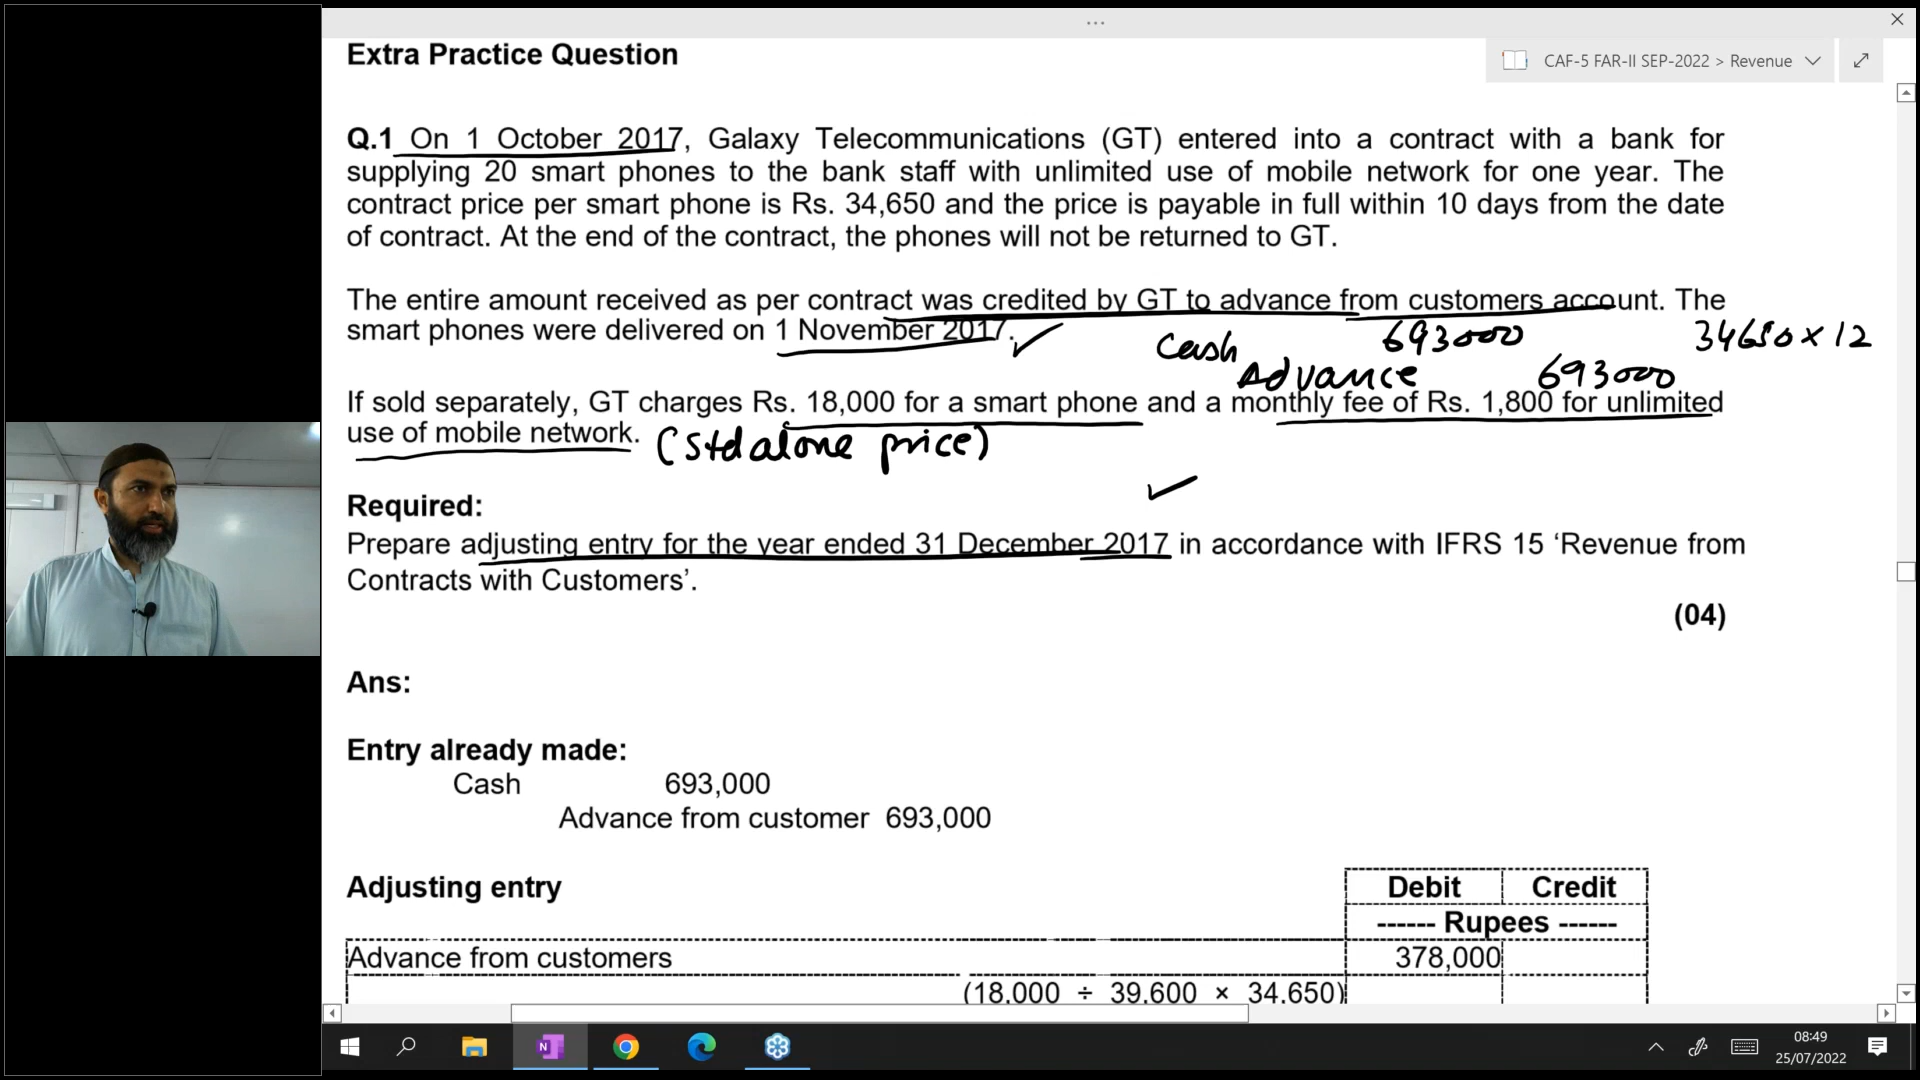 Extra Practice Question
CAF-5 FAR-II SEP-2022 > Revenue
Q.1 On 1 October 2017, Galaxy Telecommunications (GT) entered into a contract with a bank for
supplying 20 smart phones to the bank staff with unlimited use of mobile network for one year. The
contract price per smart phone is Rs. 34,650 and the price is payable in full within 10 days from the date
of contract. At the end of the contract, the phones will not be returned to GT.
The entire amount received as per contract was credited by GT to advance from customers account. The
smart phones were delivered on 1 November 2017.
Cash 693000 34650 x 12
Advance 693000
If sold separately, GT charges Rs. 18,000 for a smart phone and a monthly fee of Rs. 1,800 for unlimited
use of mobile network. (Stdalone price)
Required:
Prepare adjusting entry for the year ended 31 December 2017 in accordance with IFRS 15 ‘Revenue from
Contracts with Customers’.
(04)
Ans:
Entry already made:
Cash 693,000
Advance from customer 693,000
Adjusting entry Debit Credit
------ Rupees ------
Advance from customers 378,000
(18,000 ÷ 39,600 × 34,650)
08:49
25/07/2022